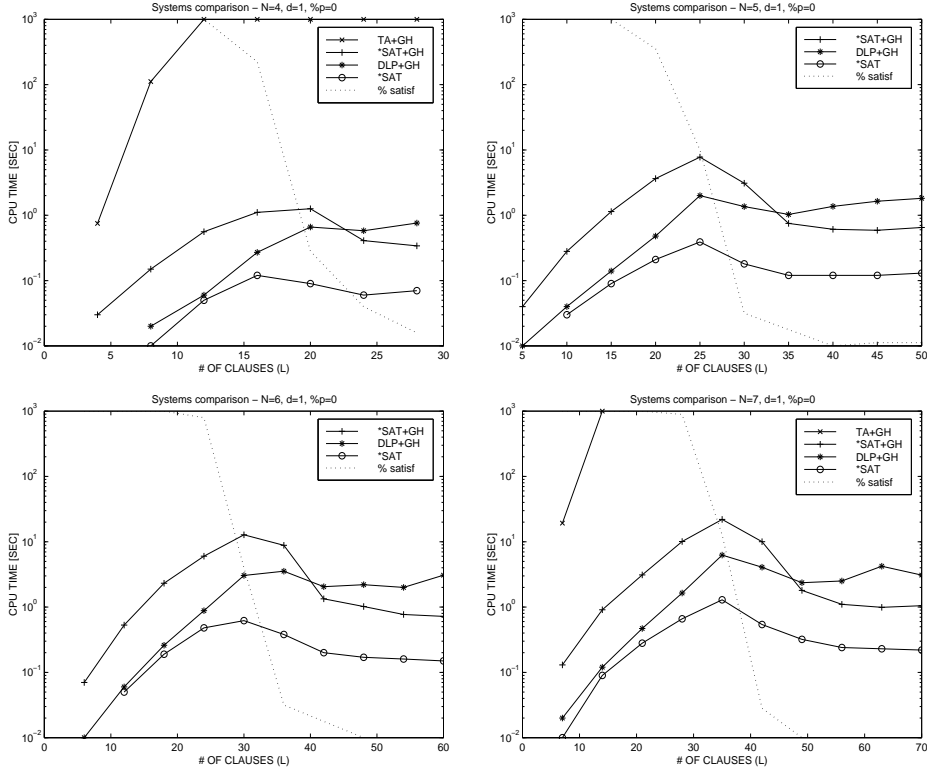 Systems comparison – N=4, d=1, %p=0
10^3
10^2
10^1
10^0
10^−1
10^−2
CPU TIME [SEC]
TA+GH
*SAT+GH
DLP+GH
*SAT
% satisf
0 5 10 15 20 25 30
# OF CLAUSES (L)
Systems comparison – N=5, d=1, %p=0
10^3
10^2
10^1
10^0
10^−1
10^−2
CPU TIME [SEC]
*SAT+GH
DLP+GH
*SAT
% satisf
5 10 15 20 25 30 35 40 45 50
# OF CLAUSES (L)
Systems comparison – N=6, d=1, %p=0
10^3
10^2
10^1
10^0
10^−1
10^−2
CPU TIME [SEC]
*SAT+GH
DLP+GH
*SAT
% satisf
0 10 20 30 40 50 60
# OF CLAUSES (L)
Systems comparison – N=7, d=1, %p=0
10^3
10^2
10^1
10^0
10^−1
10^−2
CPU TIME [SEC]
TA+GH
*SAT+GH
DLP+GH
*SAT
% satisf
0 10 20 30 40 50 60 70
# OF CLAUSES (L)